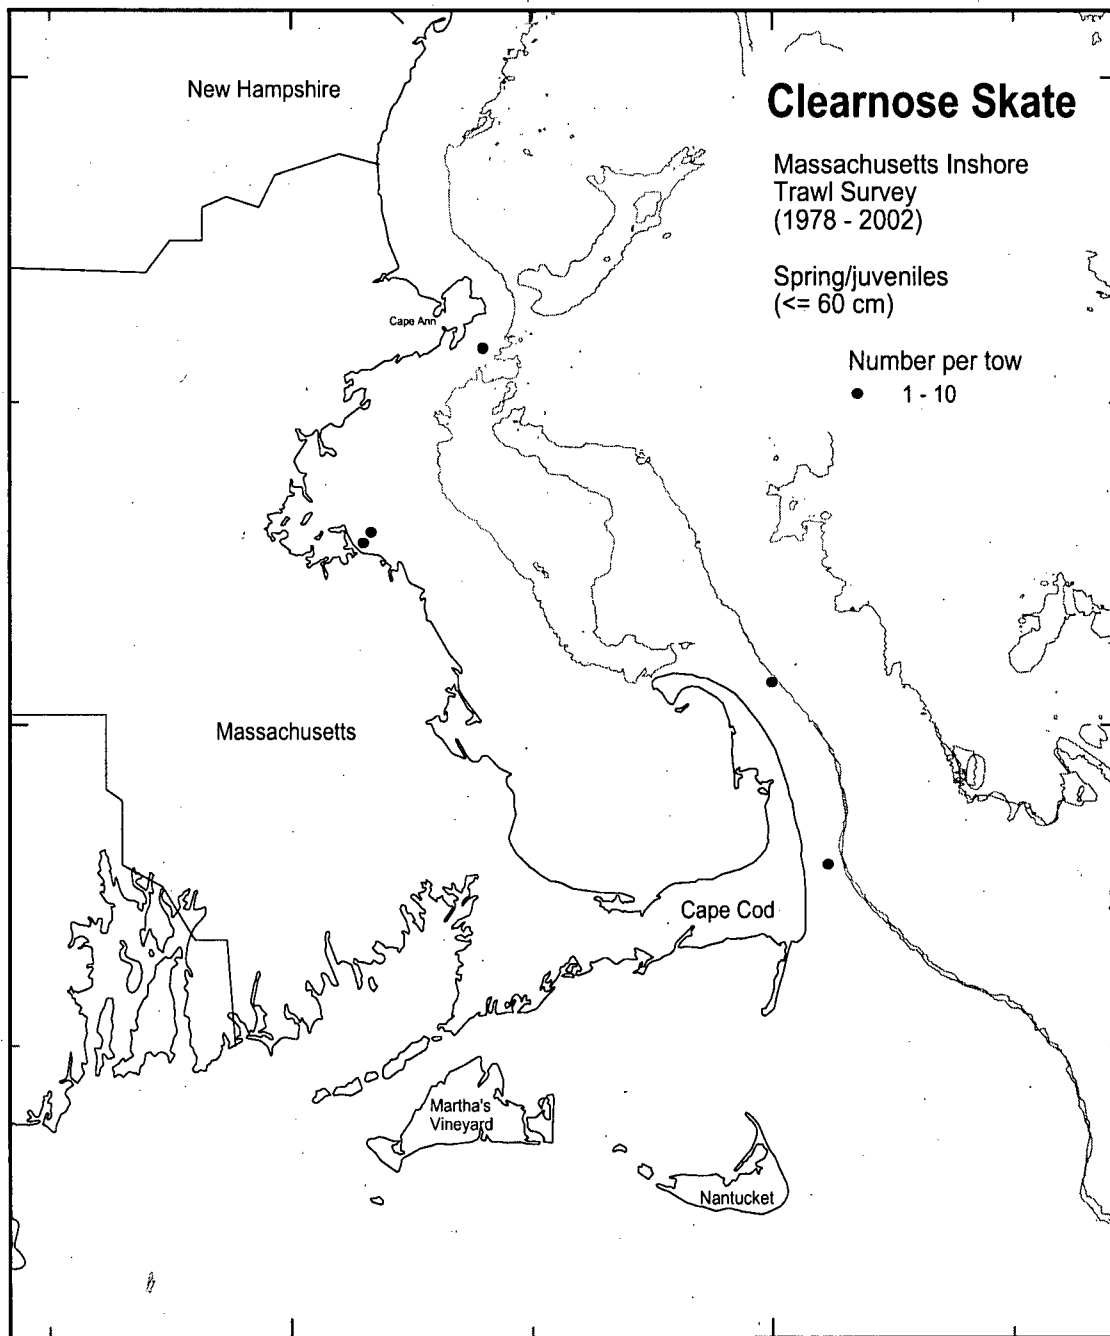 New Hampshire
Clearnose Skate
Massachusetts Inshore
Trawl Survey
(1978 - 2002)
Spring/juveniles
(<= 60 cm)
Cape Ann
Number per tow
1 - 10
Massachusetts
Cape Cod
Martha's
Vineyard
Nantucket